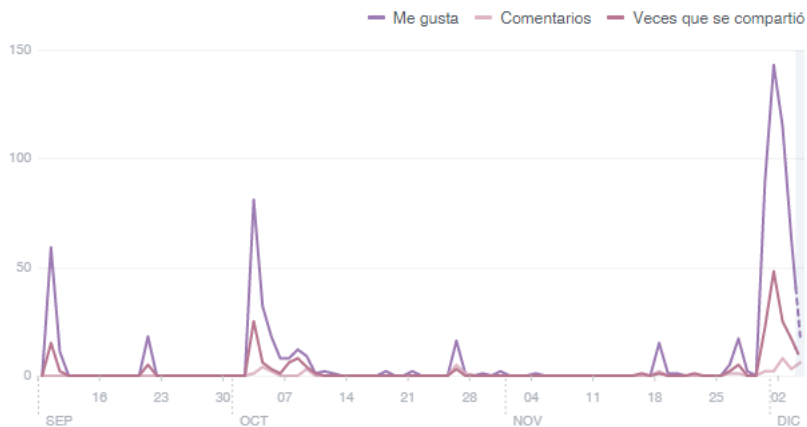 Me gusta Comentarios Veces que se compartió
150
100
50
0
16 23 30 07 14 21 28 04 11 18 25 02
SEP OCT NOV DIC